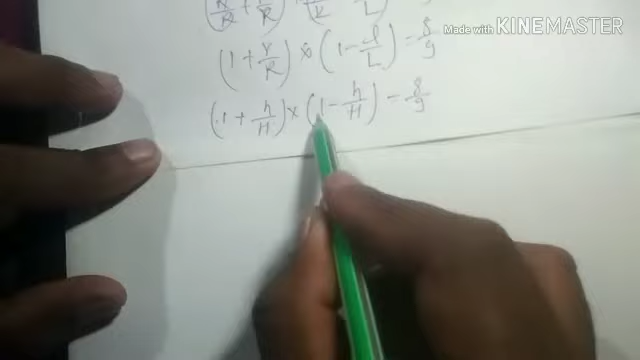 Made with KINEMASTER
(1 + r/R) × (1 - l/L) = 8/9
(1 + h/H) × (1 - h/H) = 8/9